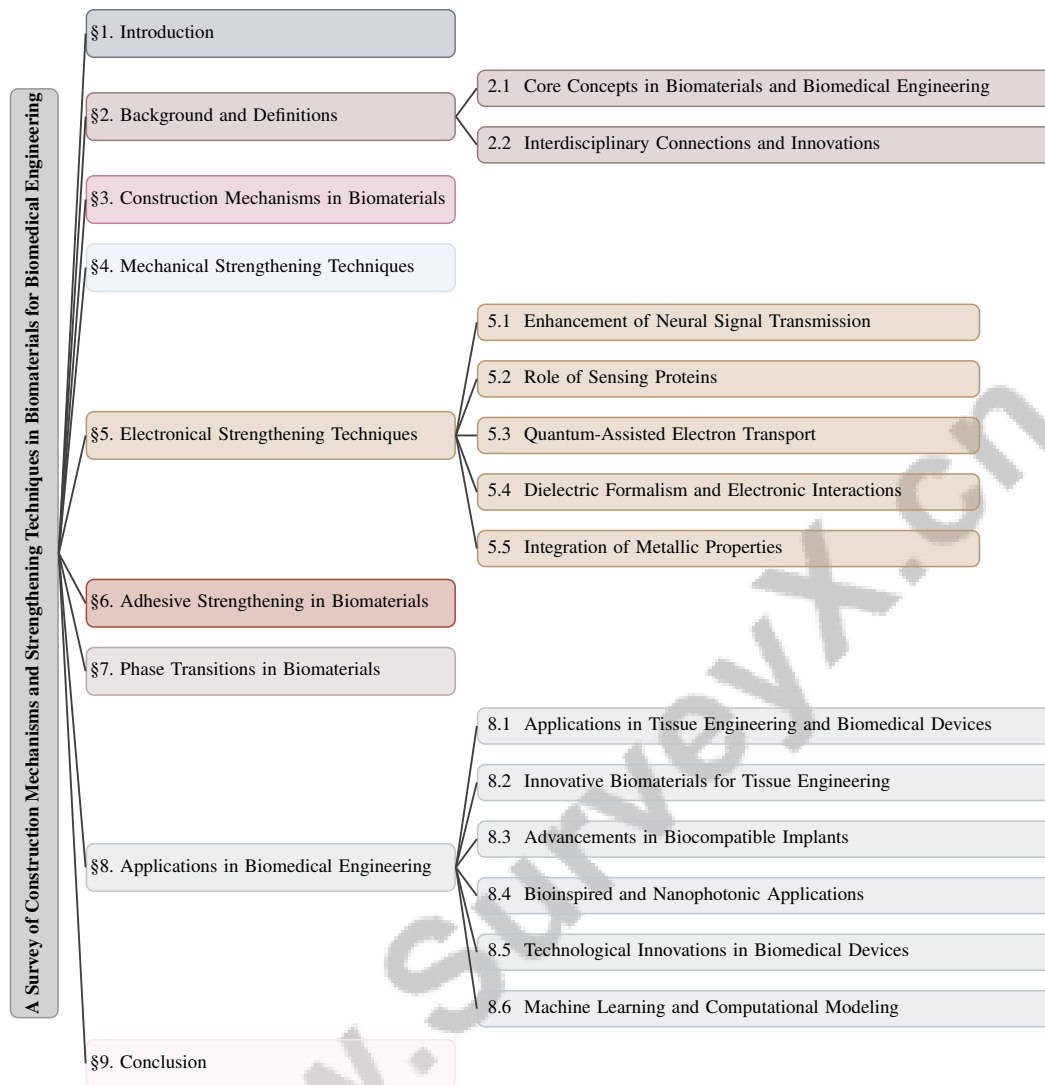 A Survey of Construction Mechanisms and Strengthening Techniques in Biomaterials for Biomedical Engineering
§1. Introduction
§2. Background and Definitions
2.1 Core Concepts in Biomaterials and Biomedical Engineering
2.2 Interdisciplinary Connections and Innovations
§3. Construction Mechanisms in Biomaterials
§4. Mechanical Strengthening Techniques
§5. Electronical Strengthening Techniques
5.1 Enhancement of Neural Signal Transmission
5.2 Role of Sensing Proteins
5.3 Quantum-Assisted Electron Transport
5.4 Dielectric Formalism and Electronic Interactions
5.5 Integration of Metallic Properties
§6. Adhesive Strengthening in Biomaterials
§7. Phase Transitions in Biomaterials
§8. Applications in Biomedical Engineering
8.1 Applications in Tissue Engineering and Biomedical Devices
8.2 Innovative Biomaterials for Tissue Engineering
8.3 Advancements in Biocompatible Implants
8.4 Bioinspired and Nanophotonic Applications
8.5 Technological Innovations in Biomedical Devices
8.6 Machine Learning and Computational Modeling
§9. Conclusion
.SurveyX.cn